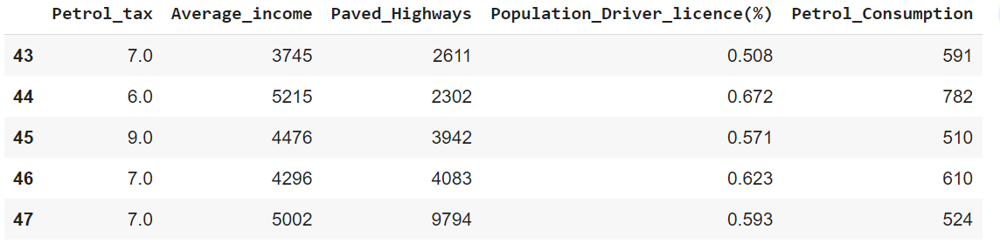 Petrol_tax Average_income Paved_Highways Population_Driver_licence(%) Petrol_Consumption
43 7.0 3745 2611 0.508 591
44 6.0 5215 2302 0.672 782
45 9.0 4476 3942 0.571 510
46 7.0 4296 4083 0.623 610
47 7.0 5002 9794 0.593 524